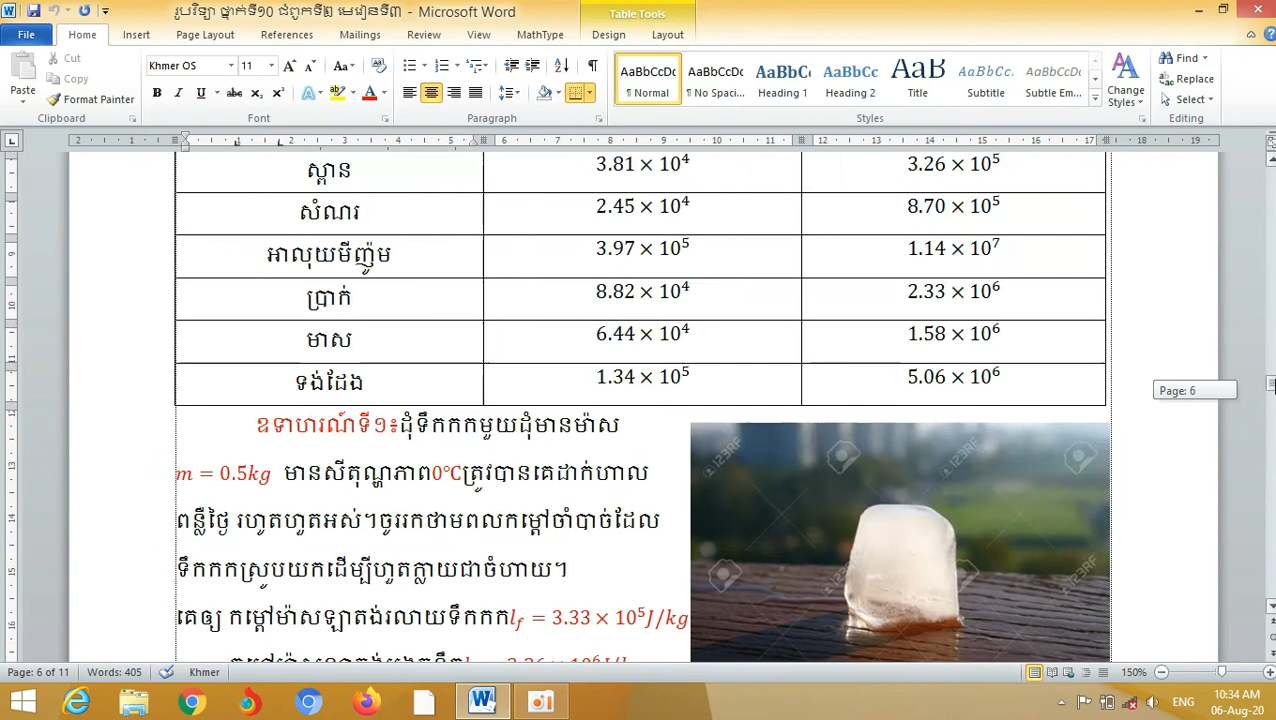 រូបវិទ្យា ថ្នាក់ទី១០ ជំពូកទី២ មេរៀនទី៣ - Microsoft Word
Table Tools
File Home Insert Page Layout References Mailings Review View MathType Design Layout
Paste
Cut
Copy
Format Painter
Clipboard
Khmer OS 11
Font
Paragraph
AaBbCcDc AaBbCcDc AaBbC AaBbCc AaB AaBbCc. AaBbCcDc
¶ Normal ¶ No Spaci... Heading 1 Heading 2 Title Subtitle Subtle Em...
Change Styles
Styles
Find
Replace
Select
Editing
ស្ពាន 3.81 × 10⁴ 3.26 × 10⁵
សំណរ 2.45 × 10⁴ 8.70 × 10⁵
អាលុយមីញ៉ូម 3.97 × 10⁵ 1.14 × 10⁷
ប្រាក់ 8.82 × 10⁴ 2.33 × 10⁶
មាស 6.44 × 10⁴ 1.58 × 10⁶
ទង់ដែង 1.34 × 10⁵ 5.06 × 10⁶
Page: 6
ឧទាហរណ៍ទី១៖ដុំទឹកកកមួយដុំមានម៉ាស
m = 0.5kg មានសីតុណ្ហភាព0°Cត្រូវបានគេដាក់ហាល
ពន្លឺថ្ងៃ រហូតហួតអស់។ចូររកថាមពលកម្តៅចាំបាច់ដែល
ទឹកកកស្រូបយកដើម្បីហួតក្លាយជាចំហាយ។
គេឲ្យ កម្តៅម៉ាសឡាតង់រលាយទឹកកកl_f = 3.33 × 10⁵J/kg
123RF
Page: 6 of 11 Words: 405 Khmer 150%
ENG
10:34 AM
06-Aug-20